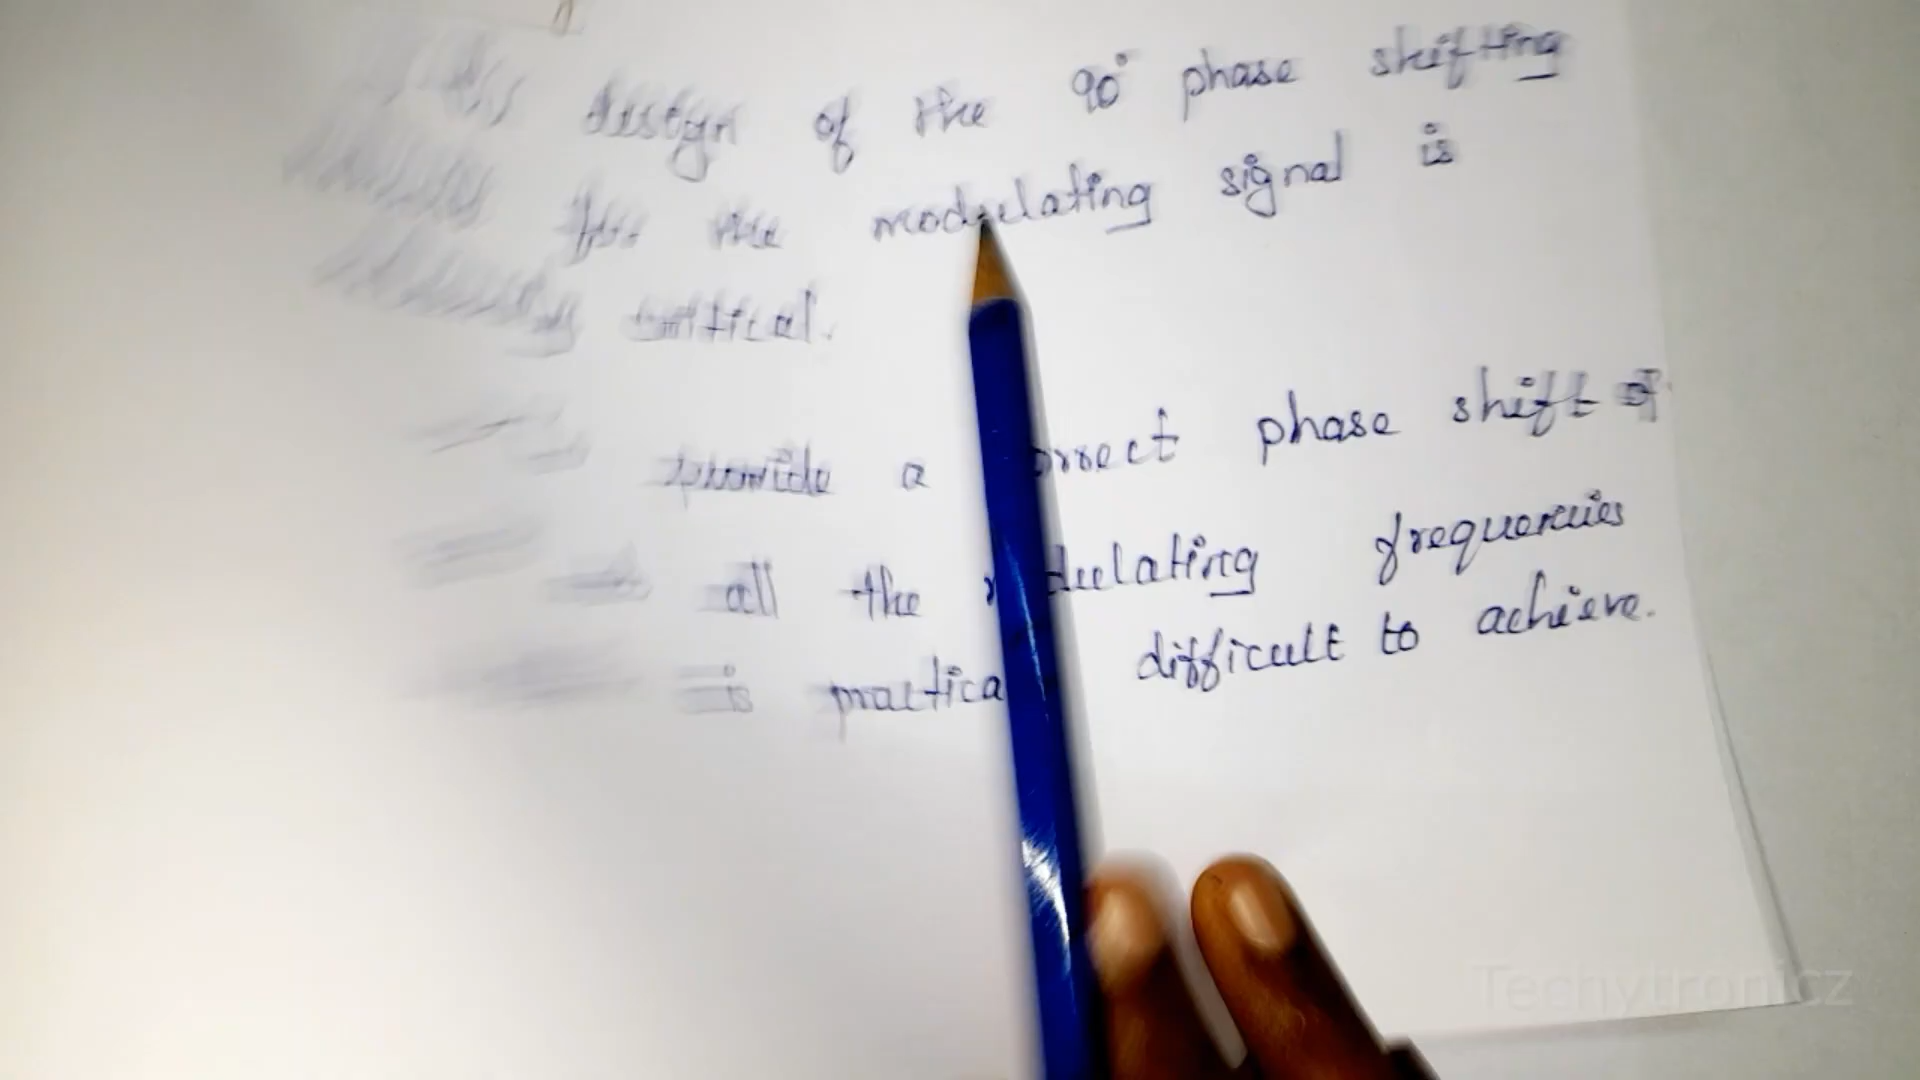 design of the 90° phase shifting
for the modulating signal is
critical.
provide a correct phase shift of
all the modulating frequencies
is practica difficult to achieve.
Techytronicz